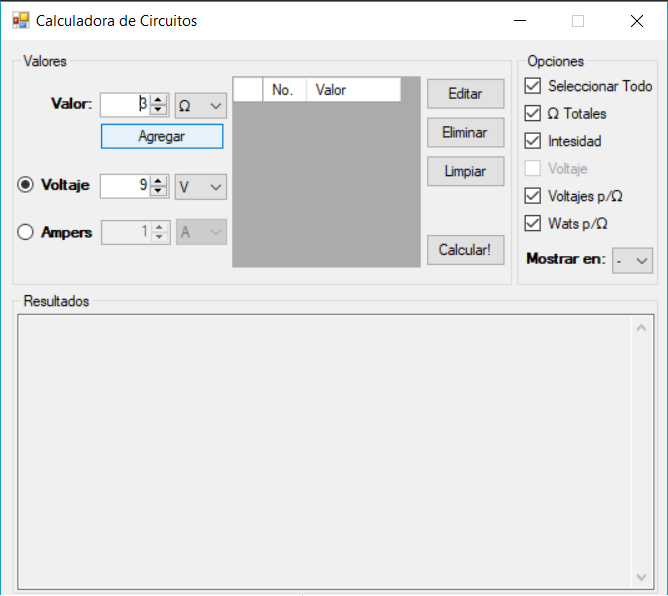 Calculadora de Circuitos
Valores
Valor: 3 Ω
Agregar
Voltaje 9 V
Ampers 1 A
No. Valor
Editar
Eliminar
Limpiar
Calcular!
Opciones
Seleccionar Todo
Ω Totales
Intesidad
Voltaje
Voltajes p/Ω
Wats p/Ω
Mostrar en: -
Resultados